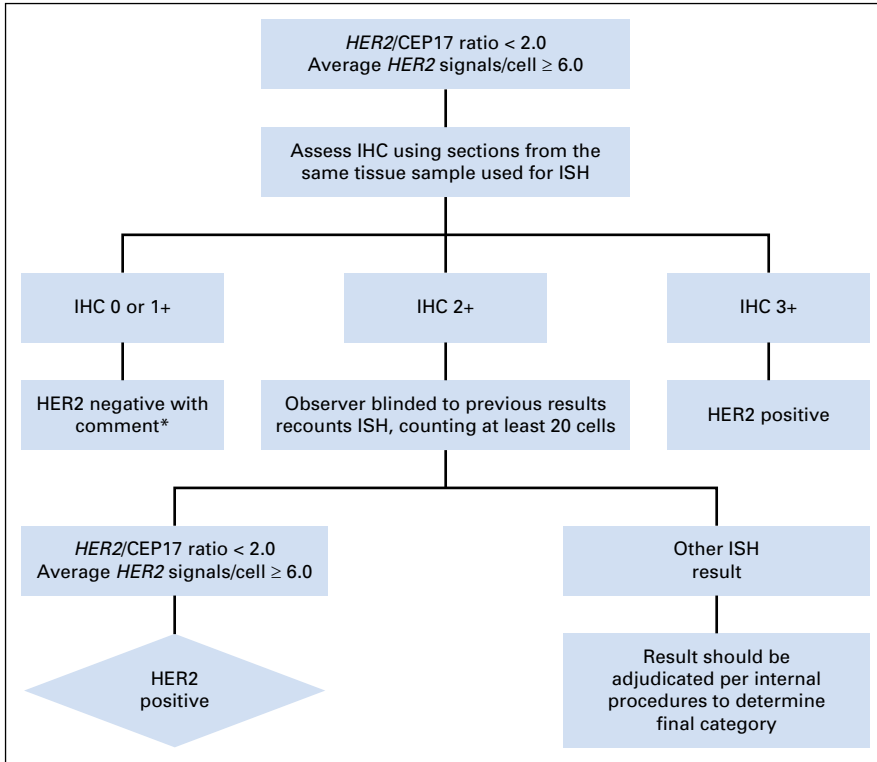 HER2/CEP17 ratio < 2.0
Average HER2 signals/cell ≥ 6.0
Assess IHC using sections from the
same tissue sample used for ISH
IHC 0 or 1+
IHC 2+
IHC 3+
HER2 negative with
comment*
Observer blinded to previous results
recounts ISH, counting at least 20 cells
HER2 positive
HER2/CEP17 ratio < 2.0
Average HER2 signals/cell ≥ 6.0
Other ISH
result
HER2
positive
Result should be
adjudicated per internal
procedures to determine
final category